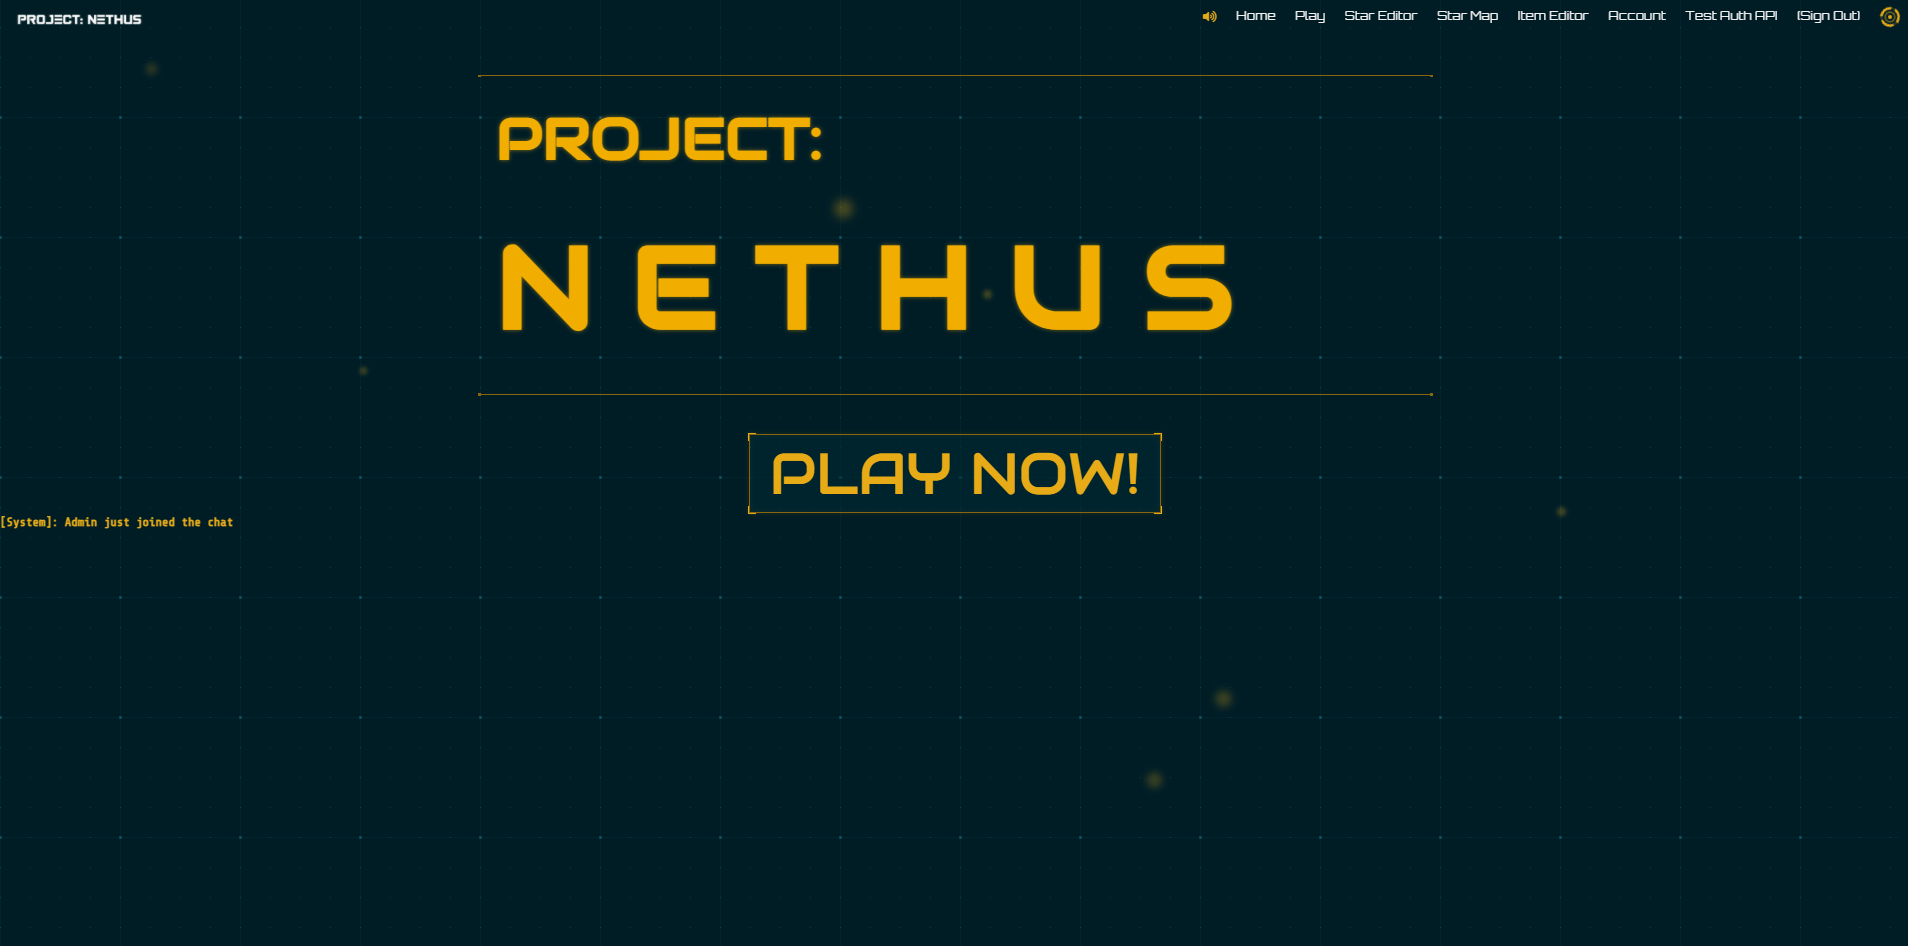 PROJECT: NETHUS
Home Play Star Editor Star Map Item Editor Account Test Auth API (Sign Out)
PROJECT:
NETHUS
PLAY NOW!
[System]: Admin just joined the chat